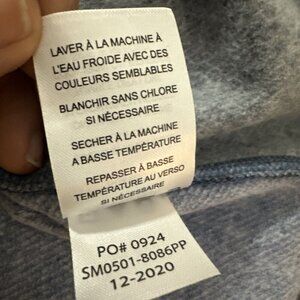 LAVER À LA MACHINE À
L'EAU FROIDE AVEC DES
COULEURS SEMBLABLES
BLANCHIR SANS CHLORE
SI NÉCESSAIRE
SECHER À LA MACHINE
A BASSE TEMPÉRATURE
REPASSER À BASSE
TEMPÉRATURE AU VERSO
SI NÉCESSAIRE
PO# 0924
SM0501-8086PP
12-2020